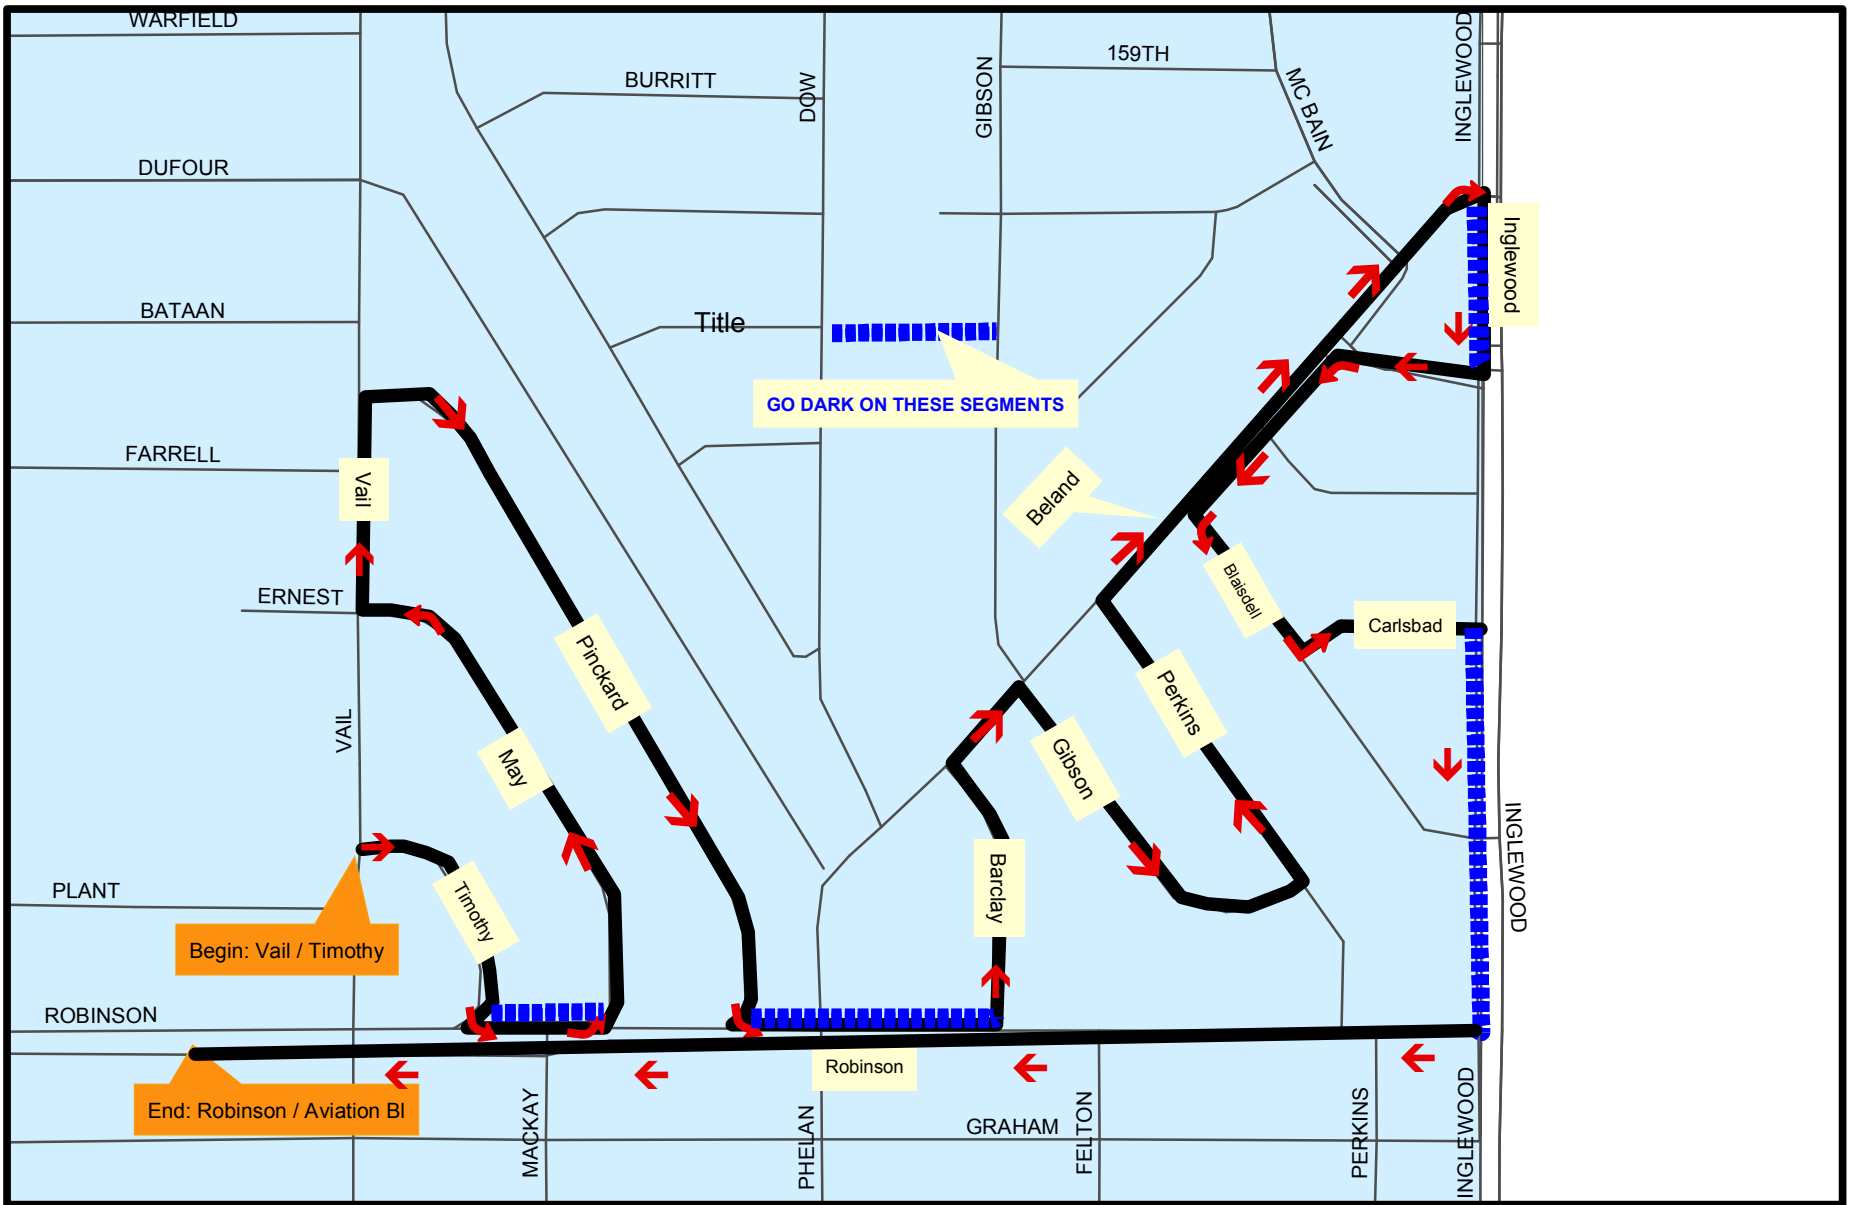 WARFIELD
BURRITT
DOW
GIBSON
159TH
MC BAIN
INGLEWOOD
DUFOUR
Inglewood
BATAAN
Title
GO DARK ON THESE SEGMENTS
FARRELL
Vail
Beland
ERNEST
Blaisdell
Carlsbad
Pinckard
Perkins
VAIL
May
Gibson
INGLEWOOD
Barclay
PLANT
Timothy
Begin: Vail / Timothy
ROBINSON
Robinson
End: Robinson / Aviation Bl
MACKAY
PHELAN
GRAHAM
FELTON
PERKINS
INGLEWOOD